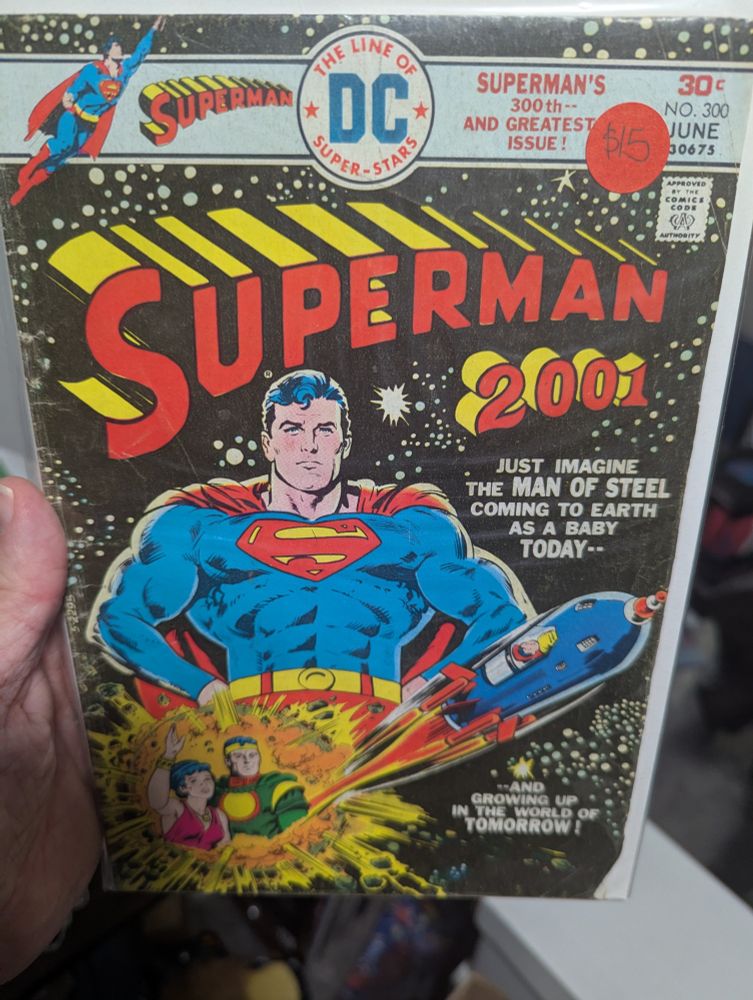 THE LINE OF
DC
SUPER-STARS
SUPERMAN
SUPERMAN'S
300th--
AND GREATEST
ISSUE!
30¢
NO. 300
JUNE
30675
$15
APPROVED
BY THE
COMICS
CODE
CA
AUTHORITY
SUPERMAN
®
2001
JUST IMAGINE
THE MAN OF STEEL
COMING TO EARTH
AS A BABY
TODAY--
--AND
GROWING UP
IN THE WORLD OF
TOMORROW!